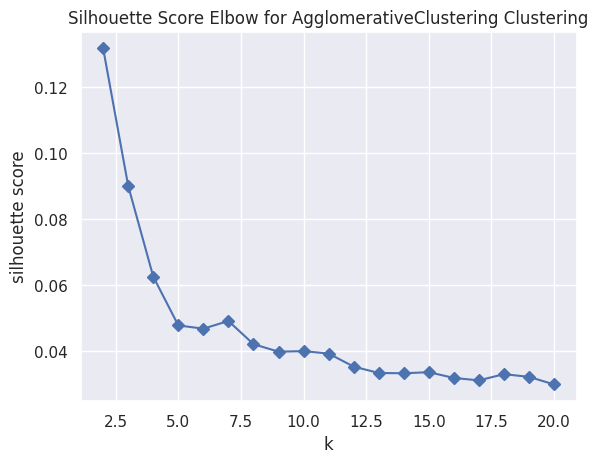 Silhouette Score Elbow for AgglomerativeClustering Clustering
silhouette score
0.12
0.10
0.08
0.06
0.04
2.5 5.0 7.5 10.0 12.5 15.0 17.5 20.0
k